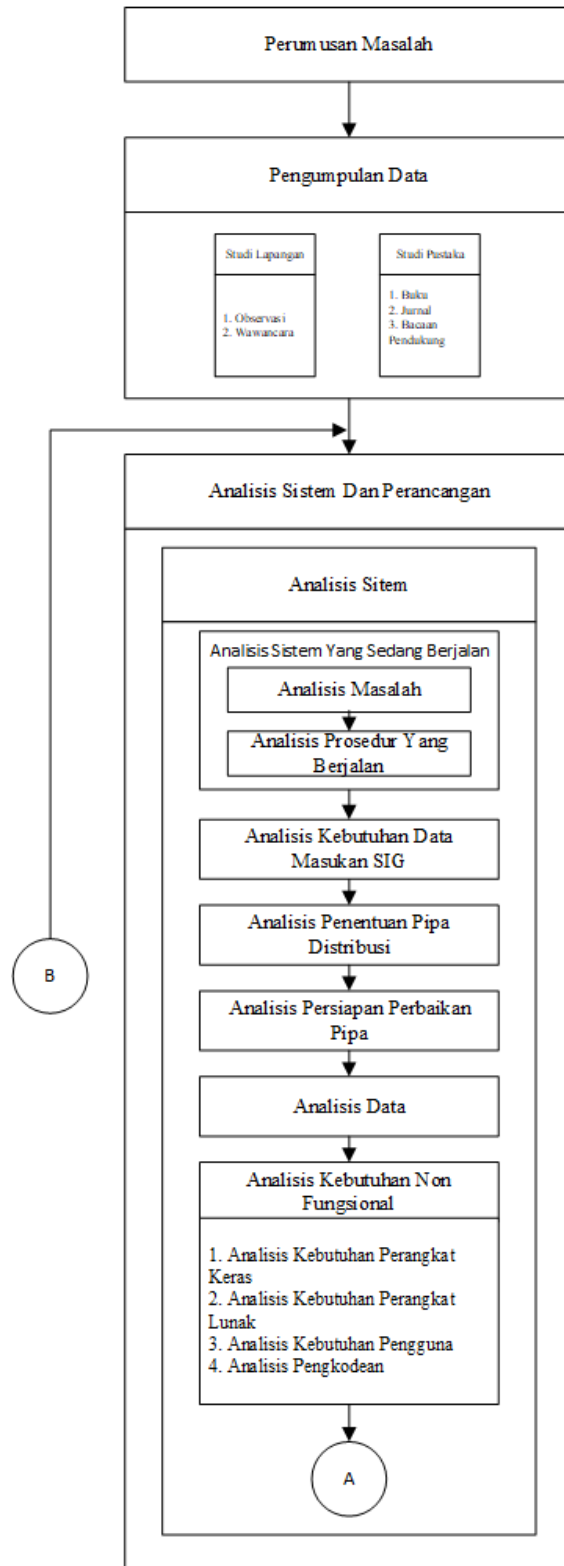 Perumusan Masalah
Pengumpulan Data
Studi Lapangan
1. Observasi
2. Wawancara
Studi Pustaka
1. Buku
2. Jurnal
3. Bacaan
Pendukung
Analisis Sistem Dan Perancangan
Analisis Sitem
Analisis Sistem Yang Sedang Berjalan
Analisis Masalah
Analisis Prosedur Yang
Berjalan
Analisis Kebutuhan Data
Masukan SIG
Analisis Penentuan Pipa
Distribusi
B
Analisis Persiapan Perbaikan
Pipa
Analisis Data
Analisis Kebutuhan Non
Fungsional
1. Analisis Kebutuhan Perangkat
Keras
2. Analisis Kebutuhan Perangkat
Lunak
3. Analisis Kebutuhan Pengguna
4. Analisis Pengkodean
A